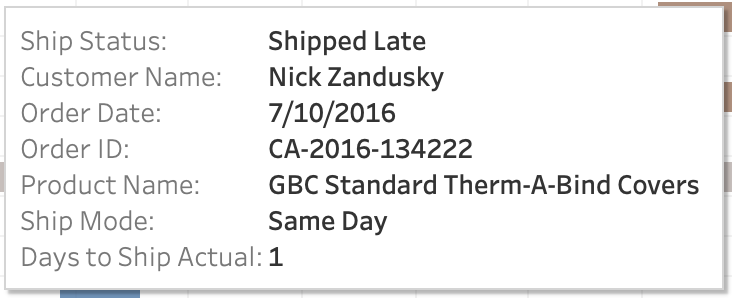 Ship Status: Shipped Late
Customer Name: Nick Zandusky
Order Date: 7/10/2016
Order ID: CA-2016-134222
Product Name: GBC Standard Therm-A-Bind Covers
Ship Mode: Same Day
Days to Ship Actual: 1